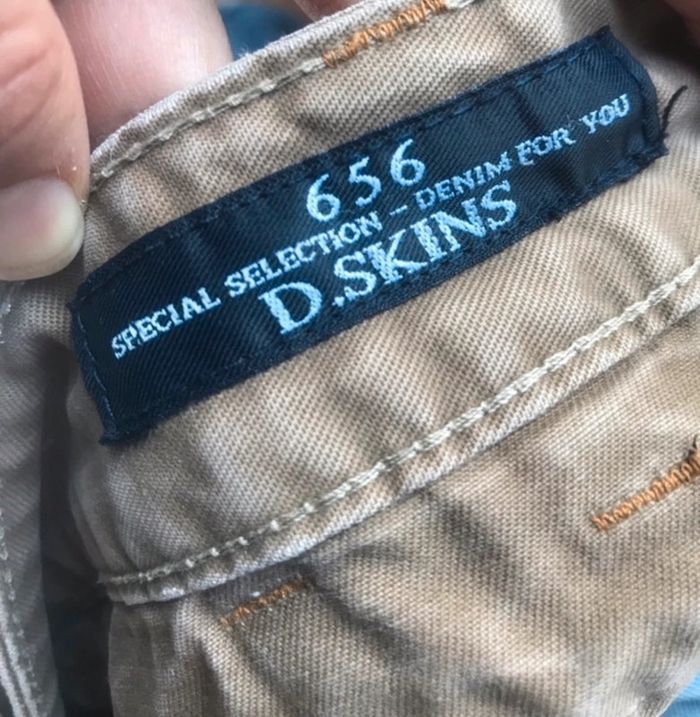 656
SPECIAL SELECTION – DENIM FOR YOU
D.SKINS